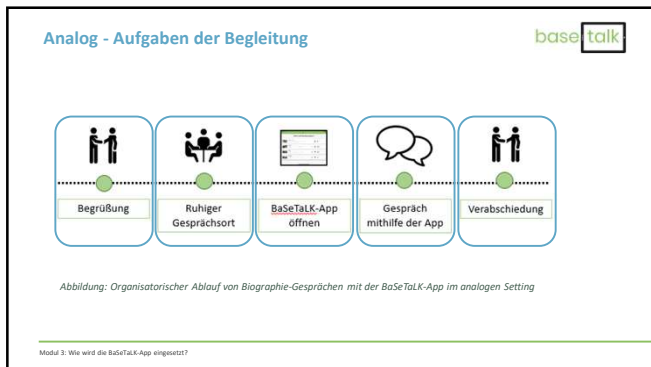 Analog - Aufgaben der Begleitung
base talk
Begrüßung
Ruhiger
Gesprächsort
BaSeTaLK-App
öffnen
Gespräch
mithilfe der App
Verabschiedung
Abbildung: Organisatorischer Ablauf von Biographie-Gesprächen mit der BaSeTaLK-App im analogen Setting
Modul 3: Wie wird die BaSeTaLK-App eingesetzt?